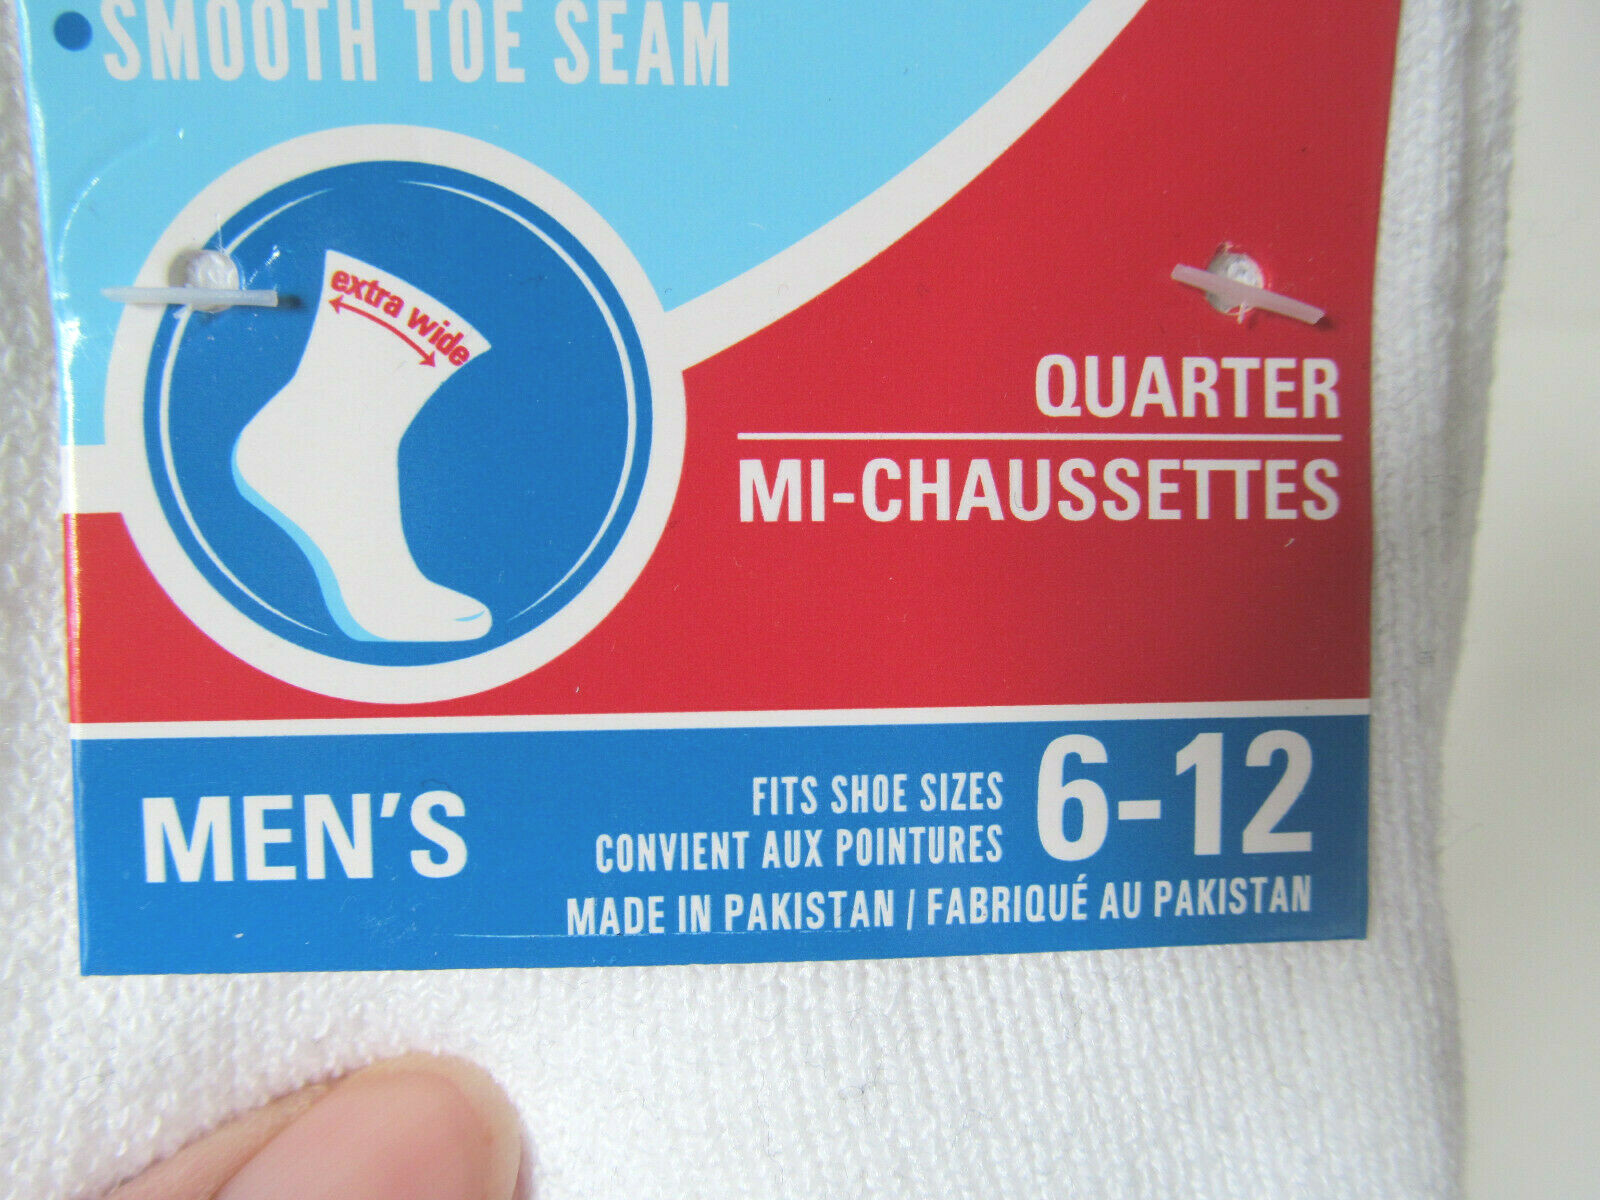 SMOOTH TOE SEAM
extra wide
QUARTER
MI-CHAUSSETTES
MEN'S
FITS SHOE SIZES
CONVIENT AUX POINTURES
6-12
MADE IN PAKISTAN / FABRIQUÉ AU PAKISTAN